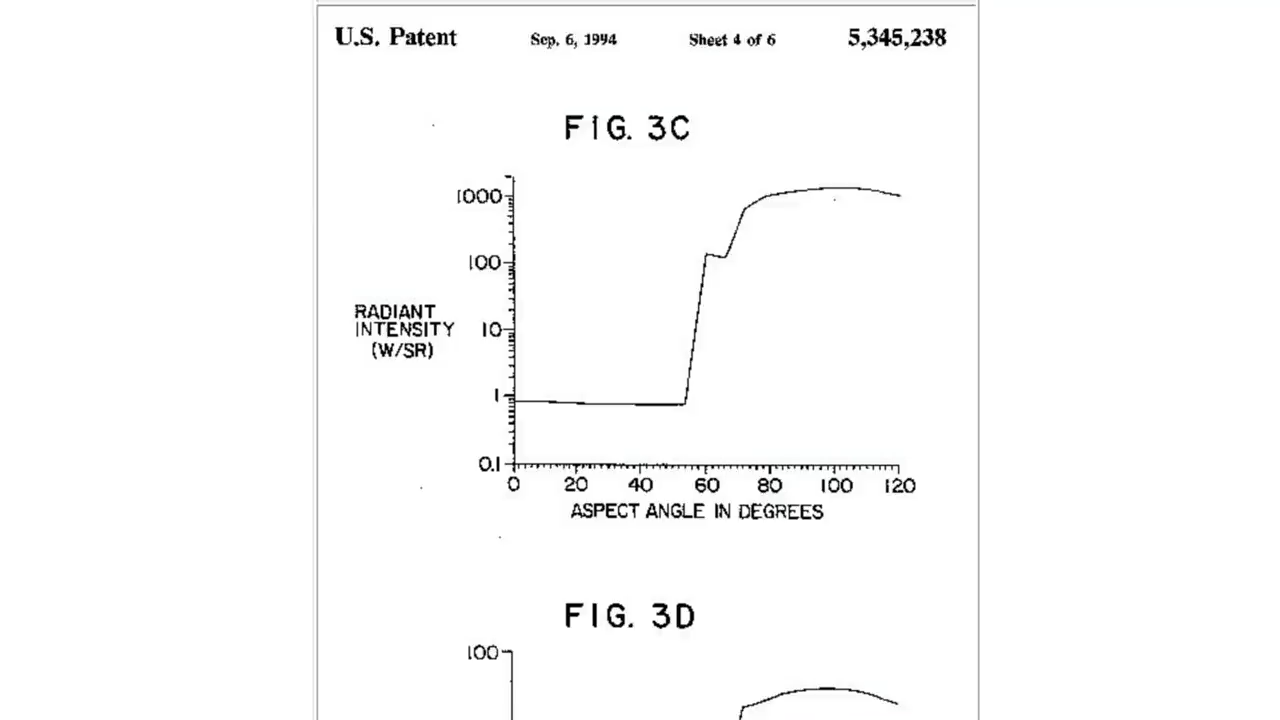 U.S. Patent Sep. 6, 1994 Sheet 4 of 6 5,345,238
FIG. 3C
1000
100
RADIANT
INTENSITY
(W/SR)
10
1
0.1
0 20 40 60 80 100 120
ASPECT ANGLE IN DEGREES
FIG. 3D
100